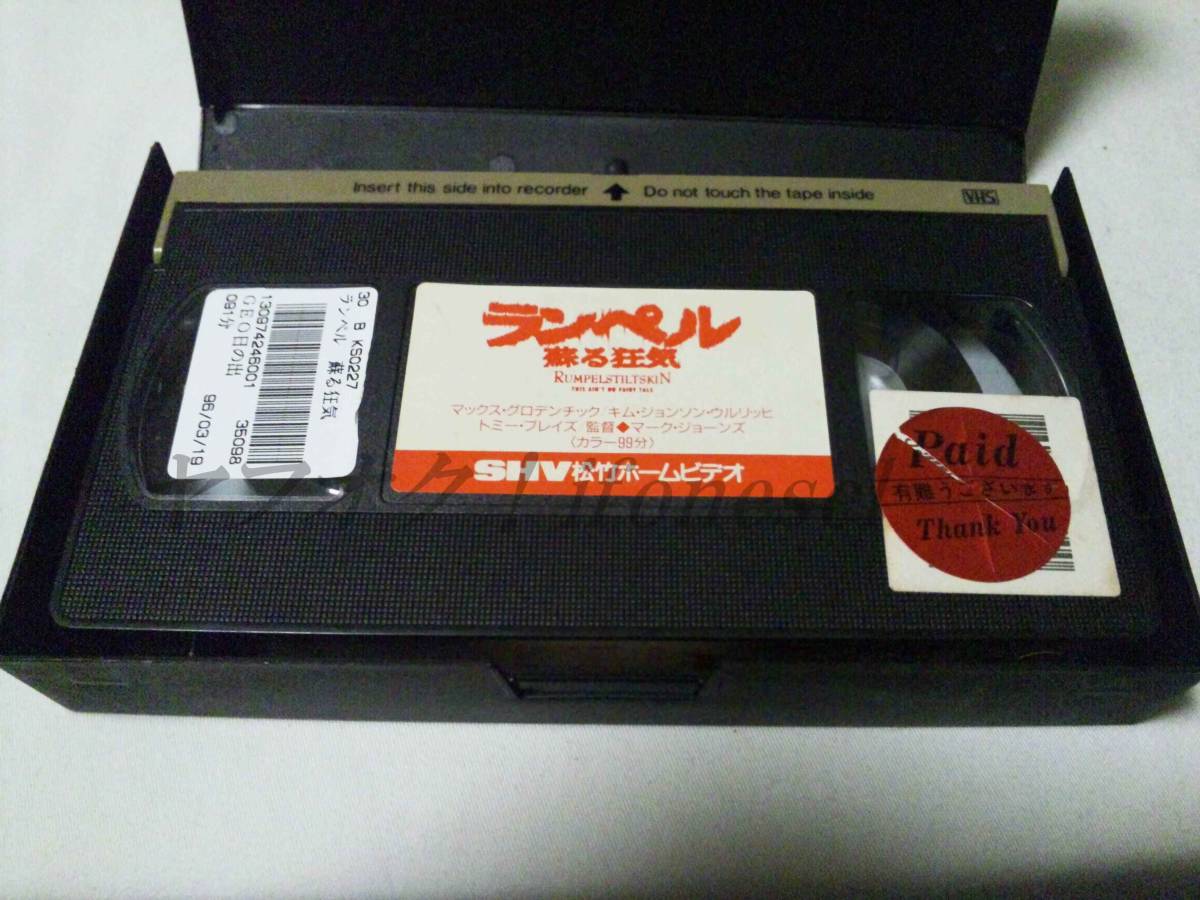 Insert this side into recorder ↑ Do not touch the tape inside
VHS
30 B KS0227
ランペル 蘇る狂気
130974246001 35098
GEO日の出
091分 96/03/19
ランペル
蘇る狂気
RUMPELSTILTSKIN
THIS AIN'T NO FAIRY TALE
マックス・グロデンチック/キム・ジョンソン・ウルリッヒ
トミー・ブレイズ/監督◆マーク・ジョーンズ
〈カラー99分〉
SHV松竹ホームビデオ
Paid
有難うございます
Thank You